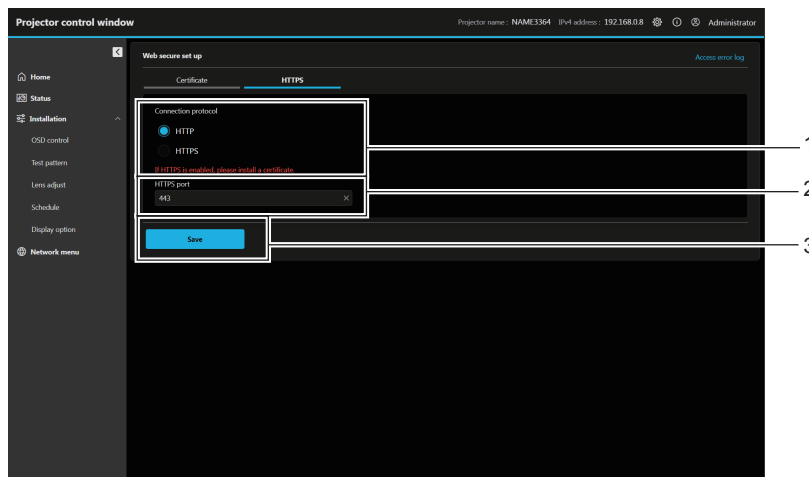 Projector control window
Projector name : NAME3364 IPv4 address : 192.168.0.8 Administrator
Web secure set up
Access error log
Home
Status
Installation
OSD control
Test pattern
Lens adjust
Schedule
Display option
Network menu
Certificate HTTPS
Connection protocol
HTTP
HTTPS
If HTTPS is enabled, please install a certificate.
HTTPS port
443
Save
1
2
3